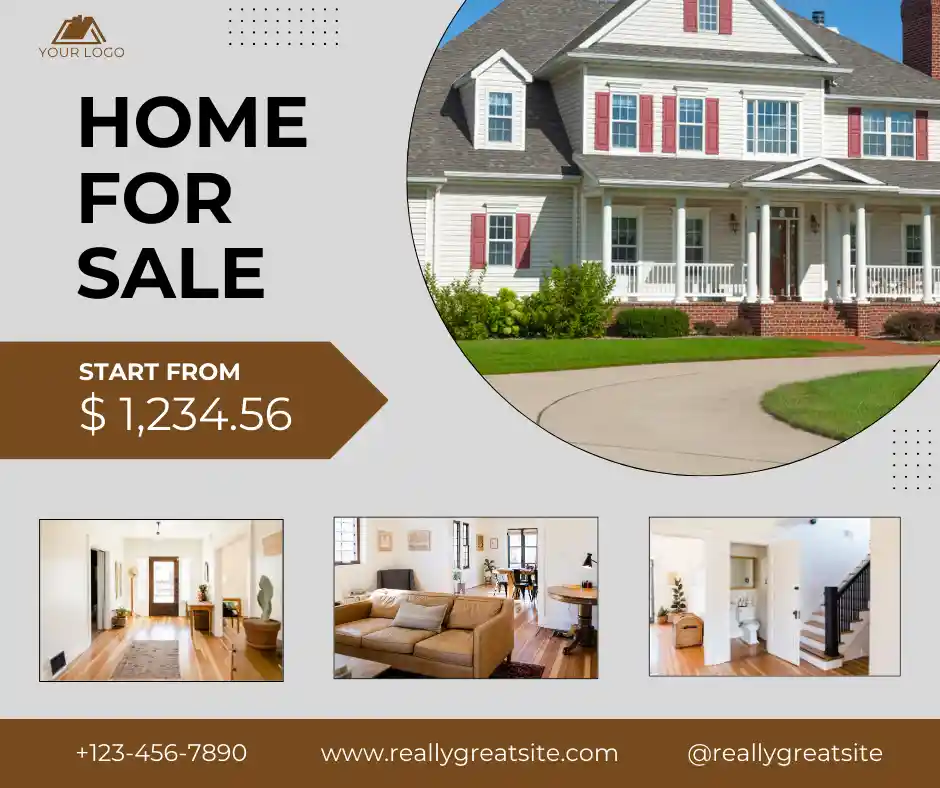 YOUR LOGO
HOME
FOR
SALE
START FROM
$ 1,234.56
+123-456-7890
www.reallygreatsite.com
@reallygreatsite